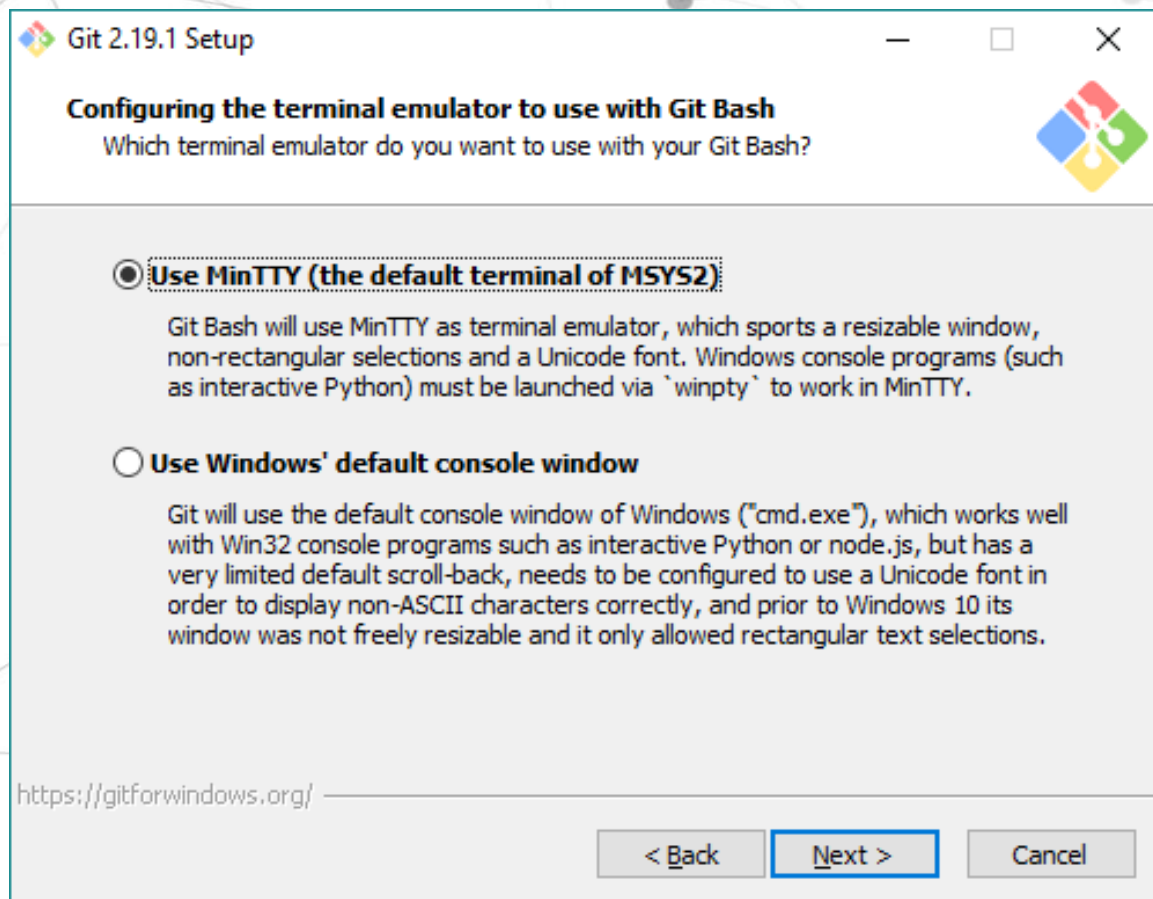 Git 2.19.1 Setup
Configuring the terminal emulator to use with Git Bash
Which terminal emulator do you want to use with your Git Bash?
Use MinTTY (the default terminal of MSYS2)
Git Bash will use MinTTY as terminal emulator, which sports a resizable window,
non-rectangular selections and a Unicode font. Windows console programs (such
as interactive Python) must be launched via `winpty` to work in MinTTY.
Use Windows' default console window
Git will use the default console window of Windows ("cmd.exe"), which works well
with Win32 console programs such as interactive Python or node.js, but has a
very limited default scroll-back, needs to be configured to use a Unicode font in
order to display non-ASCII characters correctly, and prior to Windows 10 its
window was not freely resizable and it only allowed rectangular text selections.
https://gitforwindows.org/
< Back Next > Cancel